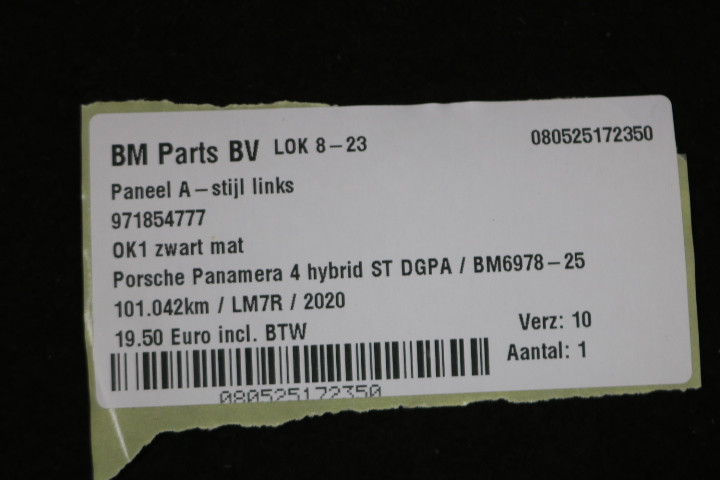 BM Parts BV LOK 8-23 080525172350
Paneel A-stijl links
971854777
OK1 zwart mat
Porsche Panamera 4 hybrid ST DGPA / BM6978-25
101.042km / LM7R / 2020
19.50 Euro incl. BTW
Verz: 10
Aantal: 1
080525172350